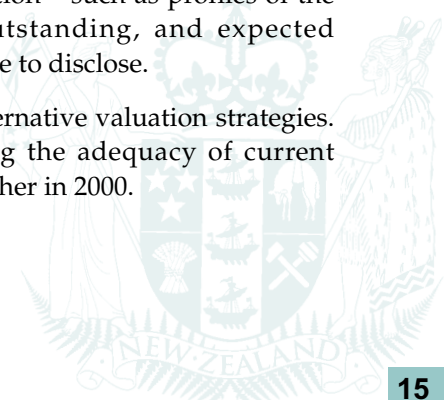 tion – such as profiles of the
utstanding, and expected
e to disclose.
ernative valuation strategies.
g the adequacy of current
her in 2000.
NEW ZEALAND
15